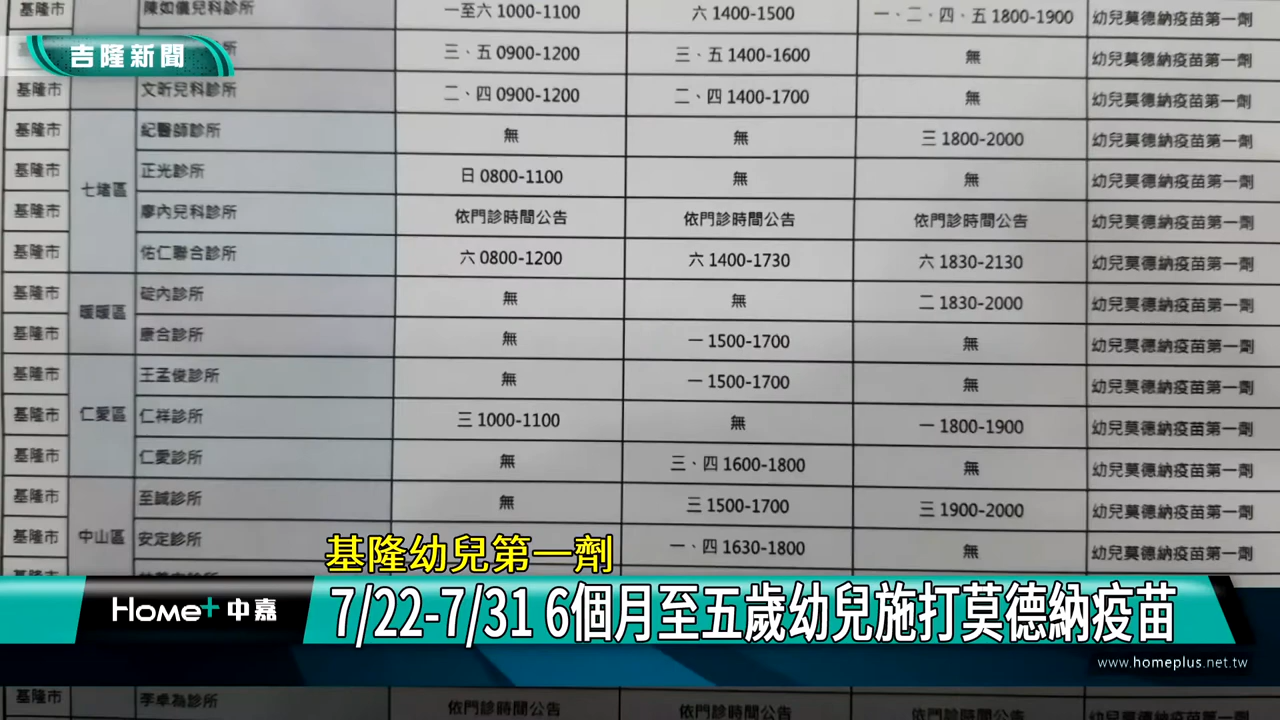 基隆市 陳如儀兒科診所 一至六 1000-1100 六 1400-1500 一、二、四、五 1800-1900 幼兒莫德納疫苗第一劑
吉隆新聞
所 三、五 0900-1200 三、五 1400-1600 無 幼兒莫德納疫苗第一劑
基隆市 文昕兒科診所 二、四 0900-1200 二、四 1400-1700 無 幼兒莫德納疫苗第一劑
基隆市 紀醫師診所 無 無 三 1800-2000 幼兒莫德納疫苗第一劑
基隆市 正光診所 日 0800-1100 無 無 幼兒莫德納疫苗第一劑
七堵區
基隆市 廖內兒科診所 依門診時間公告 依門診時間公告 依門診時間公告 幼兒莫德納疫苗第一劑
基隆市 佑仁聯合診所 六 0800-1200 六 1400-1730 六 1830-2130 幼兒莫德納疫苗第一劑
基隆市 碇內診所 無 無 二 1830-2000 幼兒莫德納疫苗第一劑
暖暖區
基隆市 康合診所 無 一 1500-1700 無 幼兒莫德納疫苗第一劑
基隆市 王孟俊診所 無 一 1500-1700 無 幼兒莫德納疫苗第一劑
基隆市 仁愛區 仁祥診所 三 1000-1100 無 一 1800-1900 幼兒莫德納疫苗第一劑
基隆市 仁愛診所 無 三、四 1600-1800 無 幼兒莫德納疫苗第一劑
基隆市 至誠診所 無 三 1500-1700 三 1900-2000 幼兒莫德納疫苗第一劑
基隆市 中山區 安定診所 一、四 1630-1800 無 幼兒莫德納疫苗第一劑
基隆幼兒第一劑
Home+ 中嘉
7/22-7/31 6個月至五歲幼兒施打莫德納疫苗
www.homeplus.net.tw
基隆市 李卓為診所 依門診時間公告 依門診時間公告 依門診時間公告 幼兒莫德納疫苗第一劑